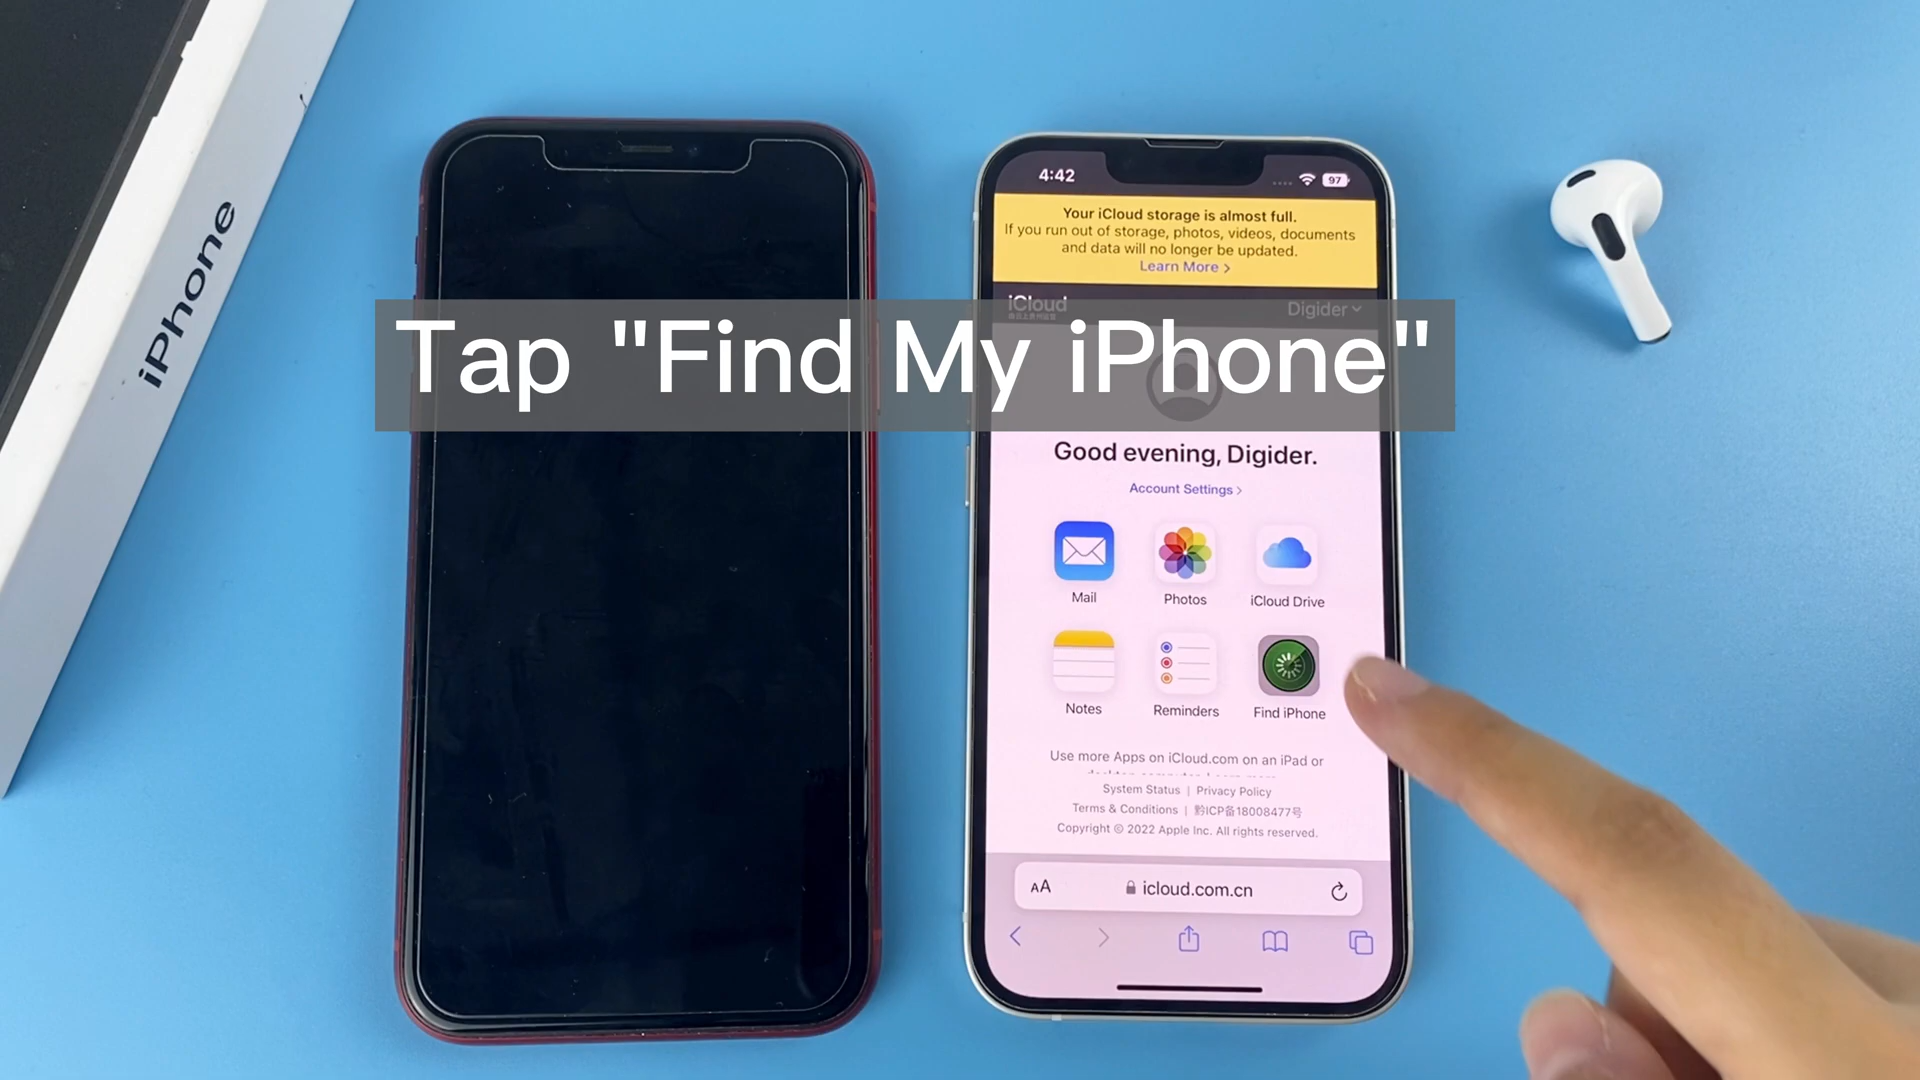 iPhone
4:42
97
Your iCloud storage is almost full.
If you run out of storage, photos, videos, documents
and data will no longer be updated.
Learn More >
iCloud
Digider
Tap "Find My iPhone"
Good evening, Digider.
Account Settings >
Mail
Photos
iCloud Drive
Notes
Reminders
Find iPhone
Use more Apps on iCloud.com on an iPad or
System Status | Privacy Policy
Terms & Conditions | 黔ICP备18008477号
Copyright © 2022 Apple Inc. All rights reserved.
AA
icloud.com.cn